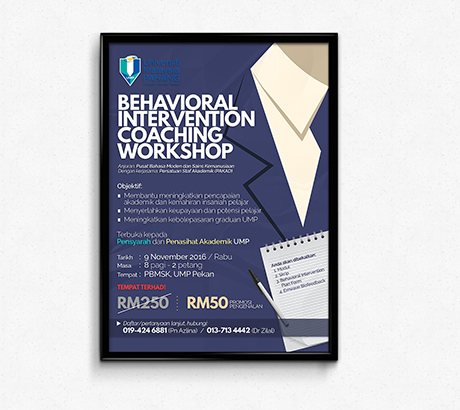 BEHAVIORAL
INTERVENTION
COACHING
WORKSHOP
Anjuran: Pusat Bahasa Moden dan Sains Kemanusiaan
Dengan kerjasama: Persatuan Staf Akademik (PAKAD)
Objektif:
Membantu meningkatkan pencapaian
akademik dan kemahiran insaniah pelajar
Menyerlahkan keupayaan dan potensi pelajar
Meningkatkan kebolepasaran graduan UMP
Terbuka kepada
Pensyarah dan Penasihat Akademik UMP
Tarikh : 9 November 2016 / Rabu
Masa : 8 pagi - 2 petang
Tempat : PBMSK, UMP Pekan
TEMPAT TERHAD!
RM250
RM50 PROMOSI
PENGENALAN
Daftar/pertanyaan lanjut, hubungi:
019-424 6881 (Pn Azlina) / 013-713 4442 (Dr Zilal)
Anda akan dibekalkan:
1. Modul
2. Skrip
3. Behavioral Intervention
Plan Form
4. Emwave Biofeedback